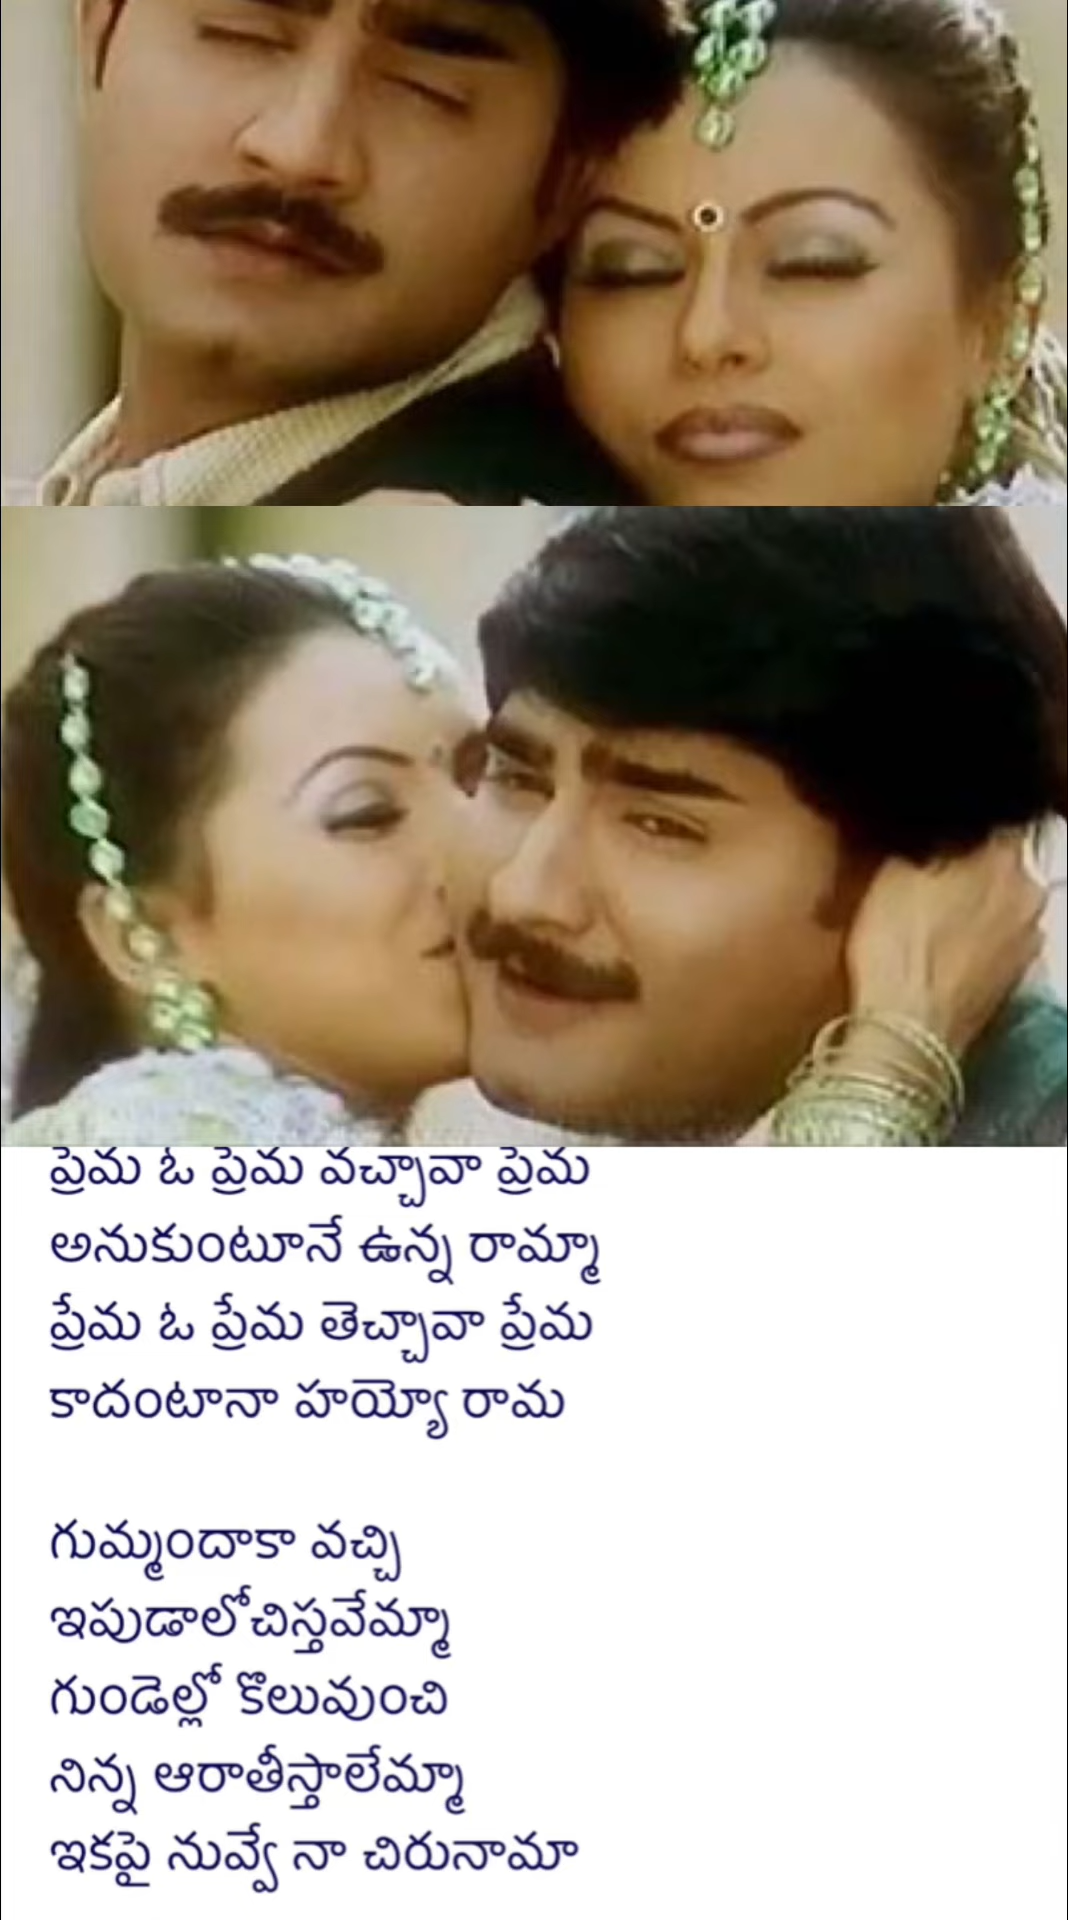 ప్రేమ ఓ ప్రేమ వచ్చావా ప్రేమ
అనుకుంటూనే ఉన్న రామ్మా
ప్రేమ ఓ ప్రేమ తెచ్చావా ప్రేమ
కాదంటానా హయ్యో రామ
గుమ్మందాకా వచ్చి
ఇపుడాలోచిస్తవేమ్మా
గుండెల్లో కొలువుంచి
నిన్న ఆరాతీస్తాలేమ్మా
ఇకపై నువ్వే నా చిరునామా